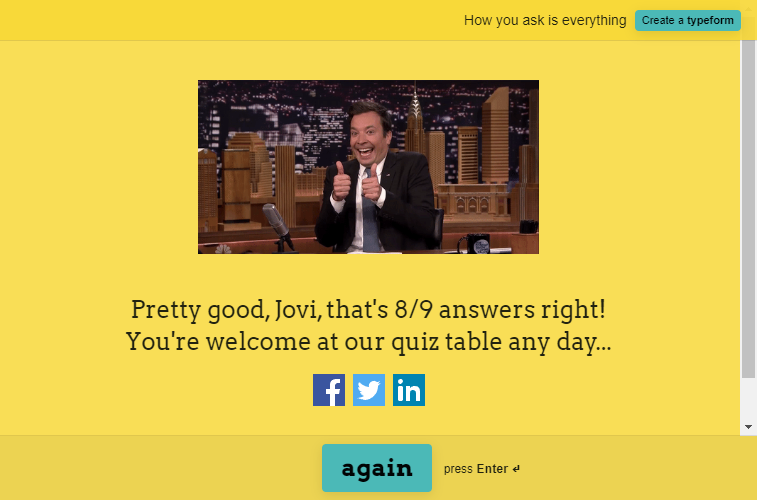 How you ask is everything
Create a typeform
Pretty good, Jovi, that's 8/9 answers right!
You're welcome at our quiz table any day...
again
press Enter ↵